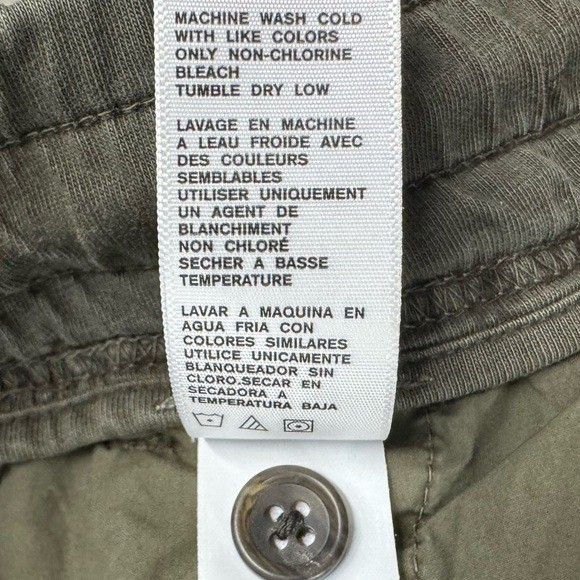 MACHINE WASH COLD
WITH LIKE COLORS
ONLY NON-CHLORINE
BLEACH
TUMBLE DRY LOW
LAVAGE EN MACHINE
A LEAU FROIDE AVEC
DES COULEURS
SEMBLABLES
UTILISER UNIQUEMENT
UN AGENT DE
BLANCHIMENT
NON CHLORÉ
SECHER A BASSE
TEMPERATURE
LAVAR A MAQUINA EN
AGUA FRIA CON
COLORES SIMILARES
UTILICE UNICAMENTE
BLANQUEADOR SIN
CLORO.SECAR EN
SECADORA A
TEMPERATURA BAJA